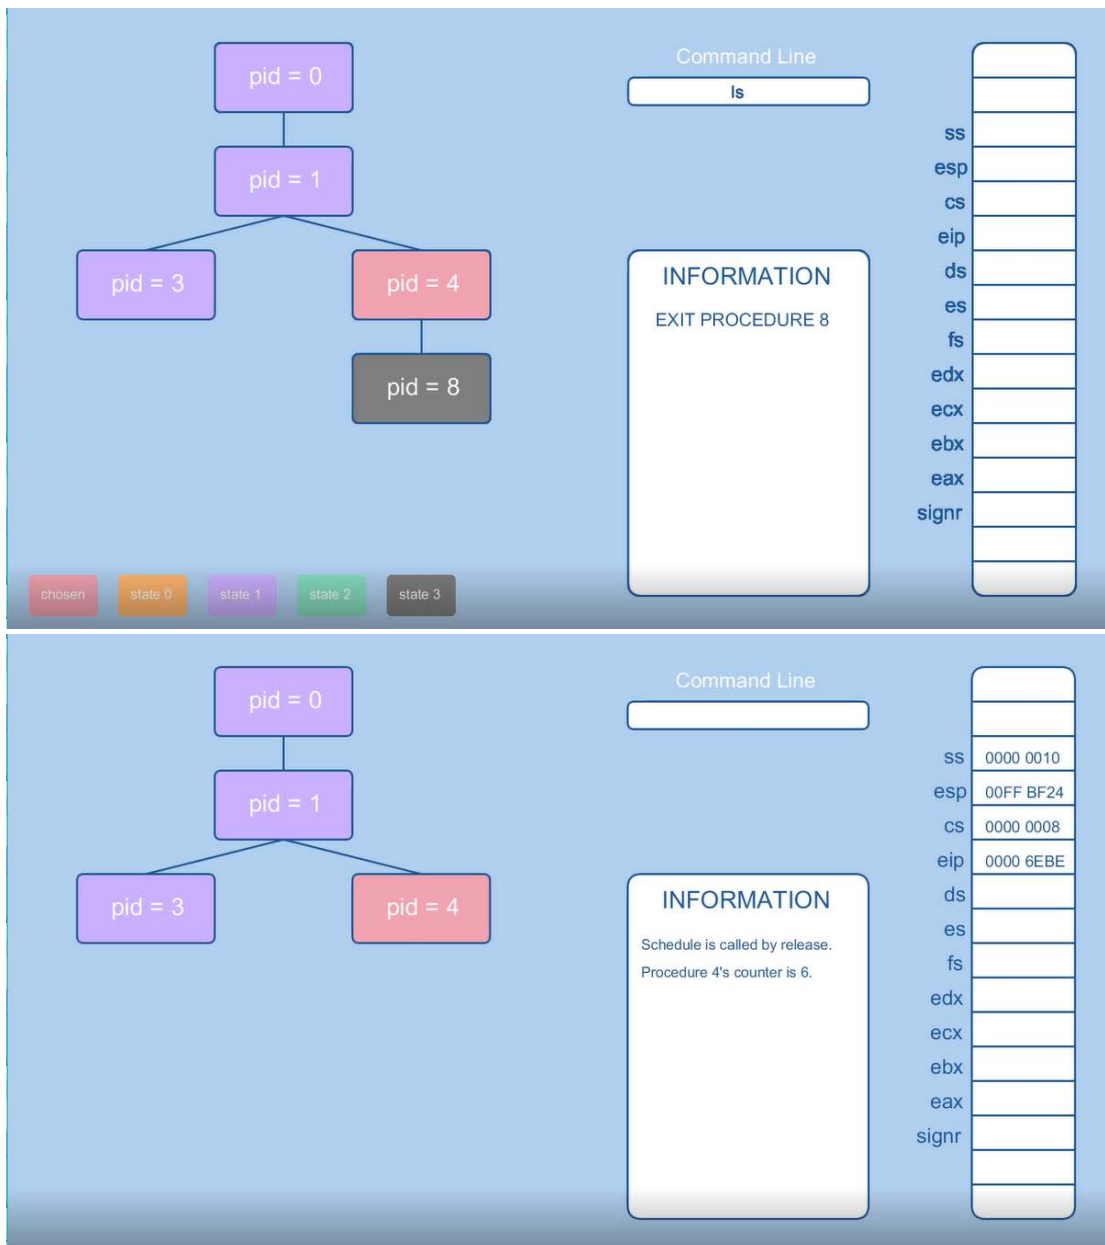 pid = 0
Command Line
ls
pid = 1
ss
esp
cs
eip
pid = 3
pid = 4
INFORMATION
ds
EXIT PROCEDURE 8
es
fs
pid = 8
edx
ecx
ebx
eax
signr
chosen
state 0
state 1
state 2
state 3
pid = 0
Command Line
ss 0000 0010
esp 00FF BF24
pid = 1
cs 0000 0008
eip 0000 6EBE
pid = 3
pid = 4
INFORMATION
ds
Schedule is called by release.
es
Procedure 4's counter is 6.
fs
edx
ecx
ebx
eax
signr